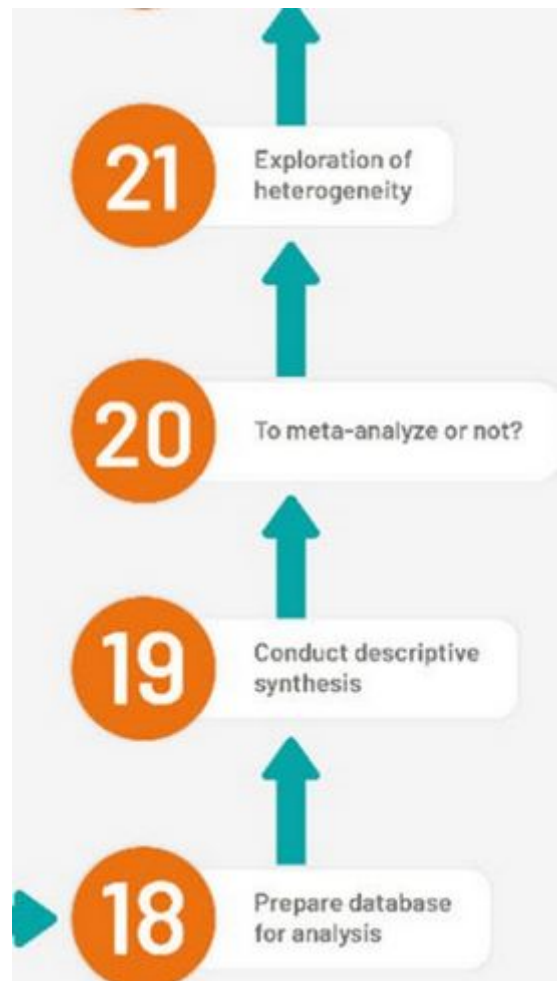 21
Exploration of
heterogeneity
20
To meta-analyze or not?
19
Conduct descriptive
synthesis
18
Prepare database
for analysis